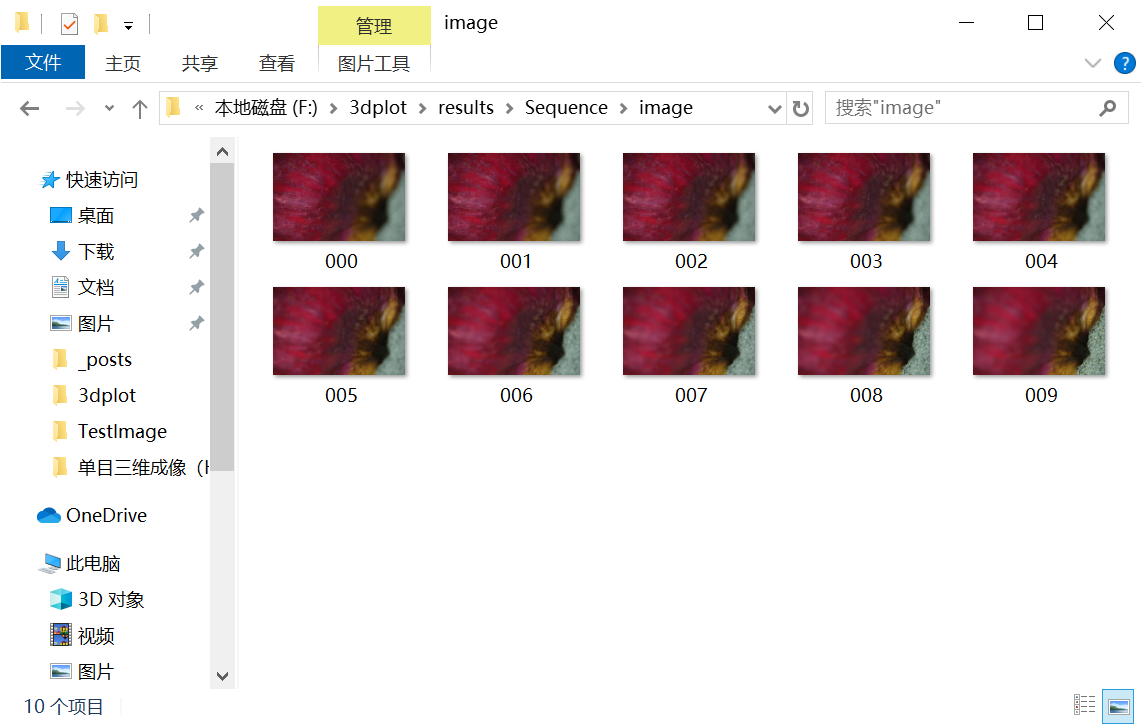 管理
image
文件
主页
共享
查看
图片工具
?
« 本地磁盘 (F:) > 3dplot > results > Sequence > image
搜索"image"
快速访问
桌面
下载
文档
图片
_posts
3dplot
TestImage
单目三维成像（
OneDrive
此电脑
3D 对象
视频
图片
000 001 002 003 004
005 006 007 008 009
10 个项目